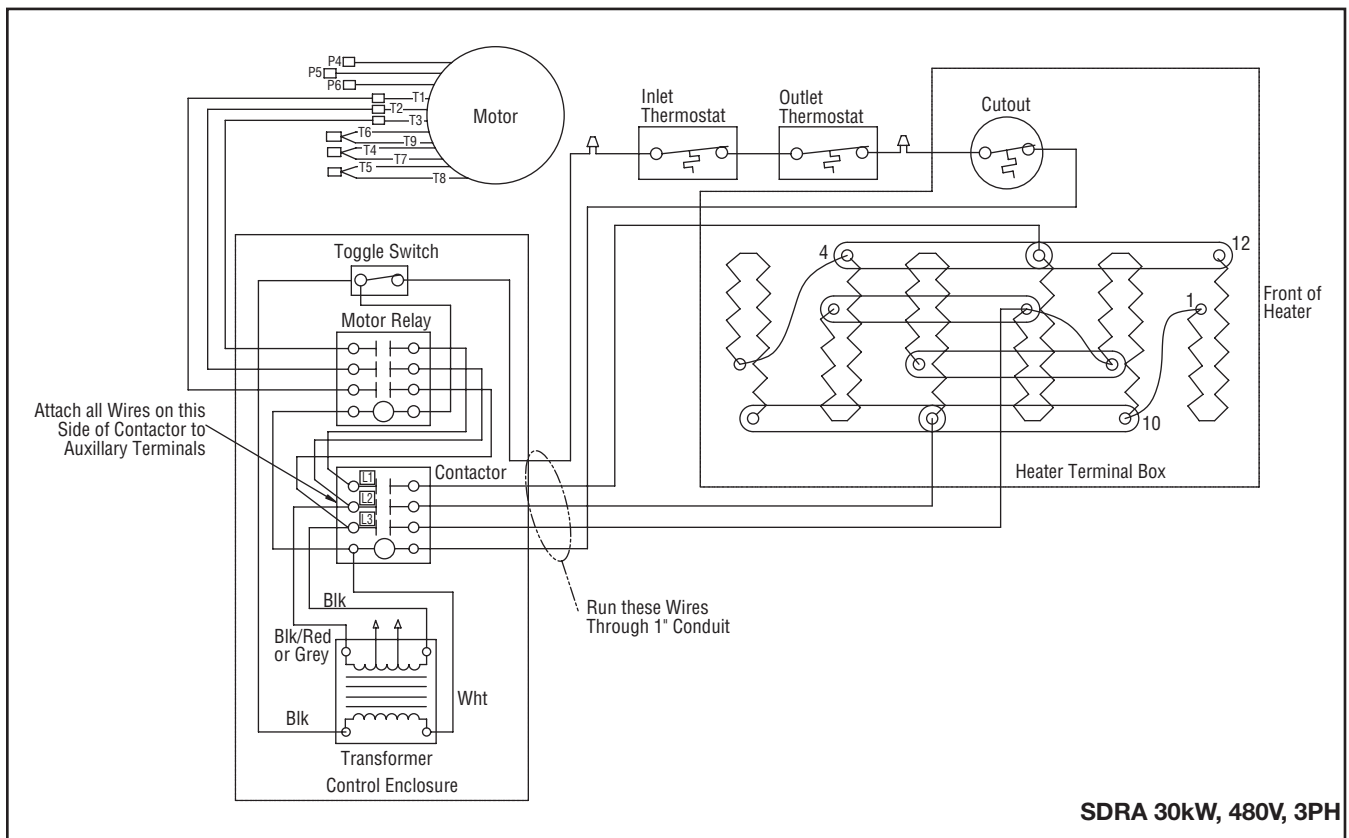 P4
P5
P6
T1
T2
T3
T6
T9
T4
T7
T5
T8
Motor
Inlet
Thermostat
Outlet
Thermostat
Cutout
Toggle Switch
Motor Relay
Attach all Wires on this
Side of Contactor to
Auxillary Terminals
L1
L2
L3
Contactor
4
12
1
10
Front of
Heater
Heater Terminal Box
Run these Wires
Through 1" Conduit
Blk
Blk/Red
or Grey
Wht
Blk
Transformer
Control Enclosure
SDRA 30kW, 480V, 3PH